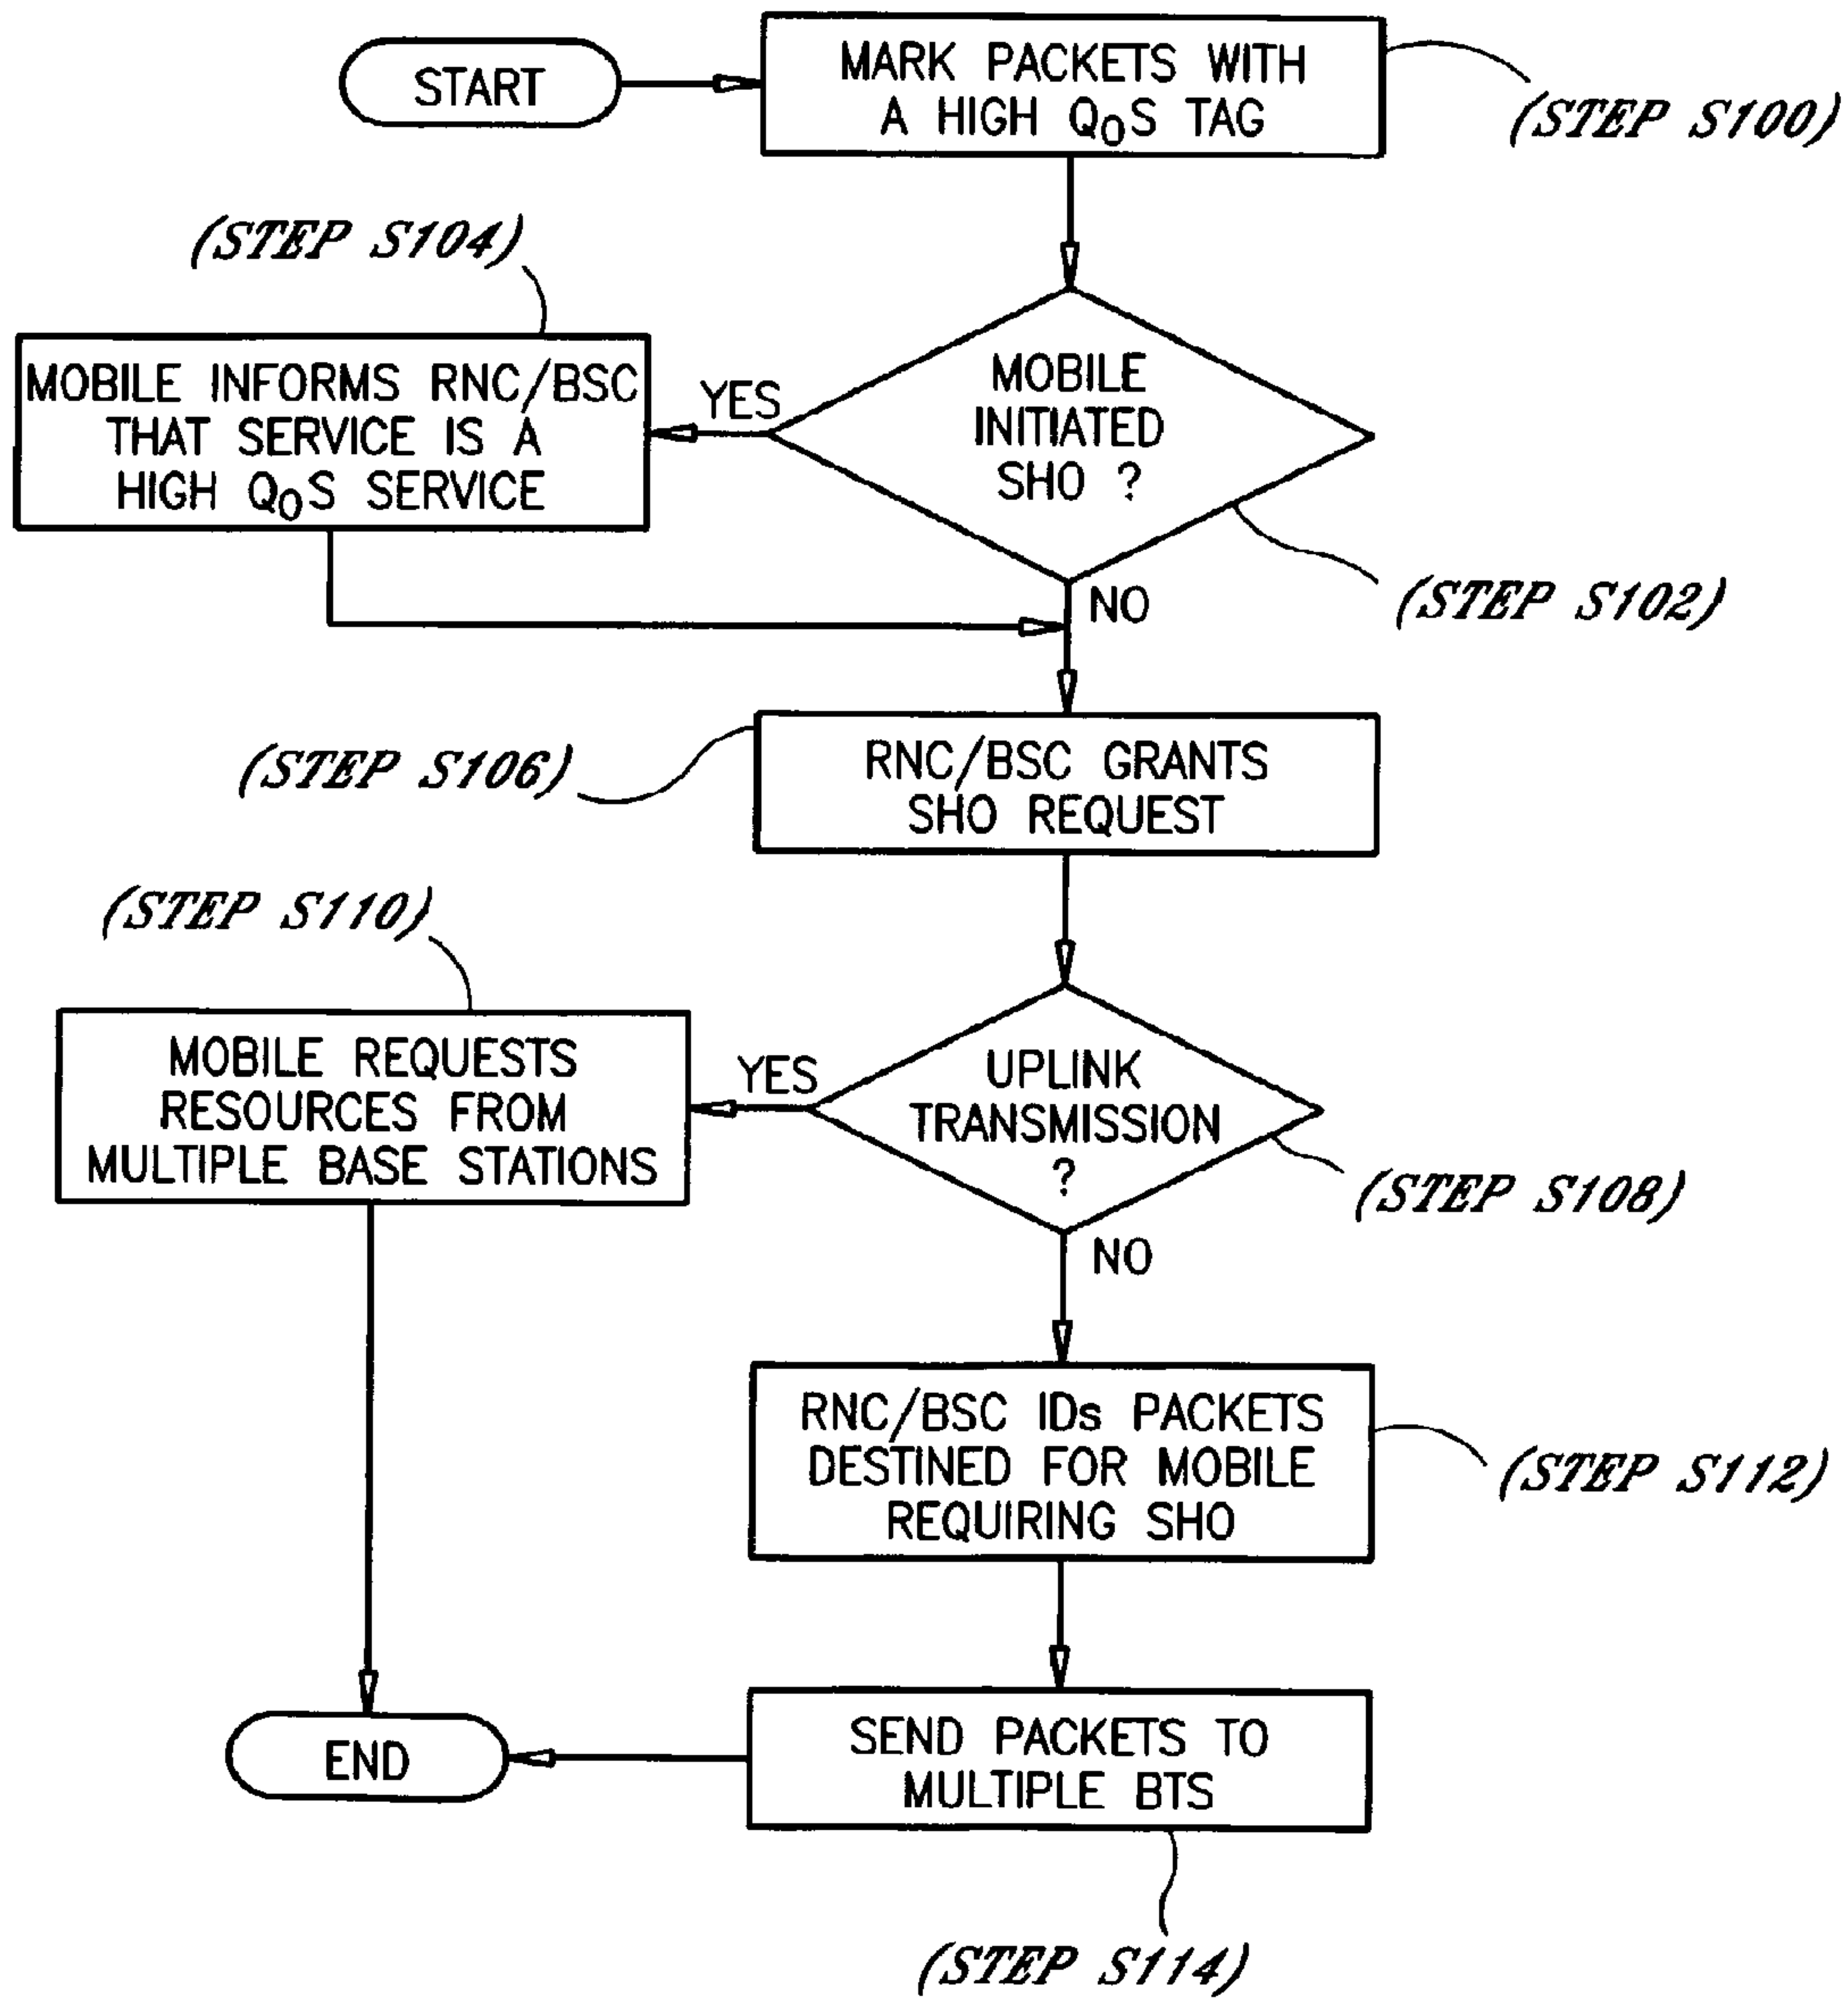 START
MARK PACKETS WITH
A HIGH QoS TAG
(STEP S100)
(STEP S104)
MOBILE INFORMS RNC/BSC
THAT SERVICE IS A
HIGH QoS SERVICE
YES
MOBILE
INITIATED
SHO ?
(STEP S102)
NO
(STEP S106)
RNC/BSC GRANTS
SHO REQUEST
(STEP S110)
MOBILE REQUESTS
RESOURCES FROM
MULTIPLE BASE STATIONS
YES
UPLINK
TRANSMISSION
?
(STEP S108)
NO
RNC/BSC IDs PACKETS
DESTINED FOR MOBILE
REQUIRING SHO
(STEP S112)
END
SEND PACKETS TO
MULTIPLE BTS
(STEP S114)